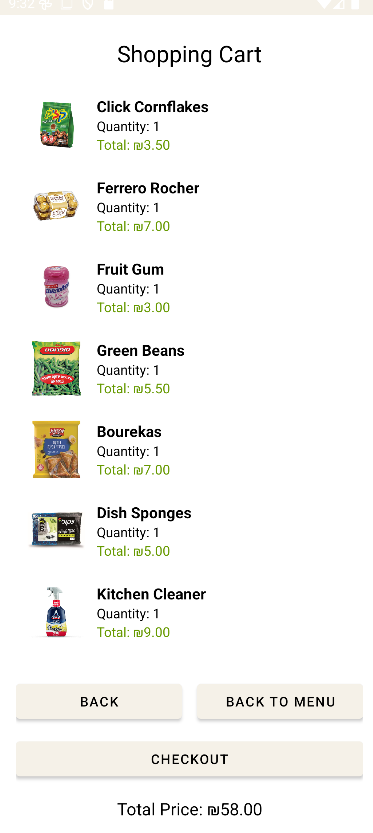 9:32
Shopping Cart
Click Cornflakes
Quantity: 1
Total: ₪3.50
Ferrero Rocher
Quantity: 1
Total: ₪7.00
Fruit Gum
Quantity: 1
Total: ₪3.00
Green Beans
Quantity: 1
Total: ₪5.50
Bourekas
Quantity: 1
Total: ₪7.00
Dish Sponges
Quantity: 1
Total: ₪5.00
Kitchen Cleaner
Quantity: 1
Total: ₪9.00
BACK
BACK TO MENU
CHECKOUT
Total Price: ₪58.00